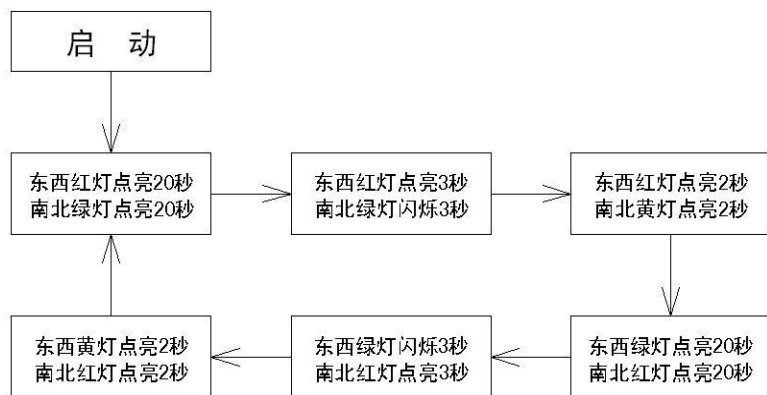 启 动
东西红灯点亮20秒
南北绿灯点亮20秒
东西红灯点亮3秒
南北绿灯闪烁3秒
东西红灯点亮2秒
南北黄灯点亮2秒
东西黄灯点亮2秒
南北红灯点亮2秒
东西绿灯闪烁3秒
南北红灯点亮3秒
东西绿灯点亮20秒
南北红灯点亮20秒